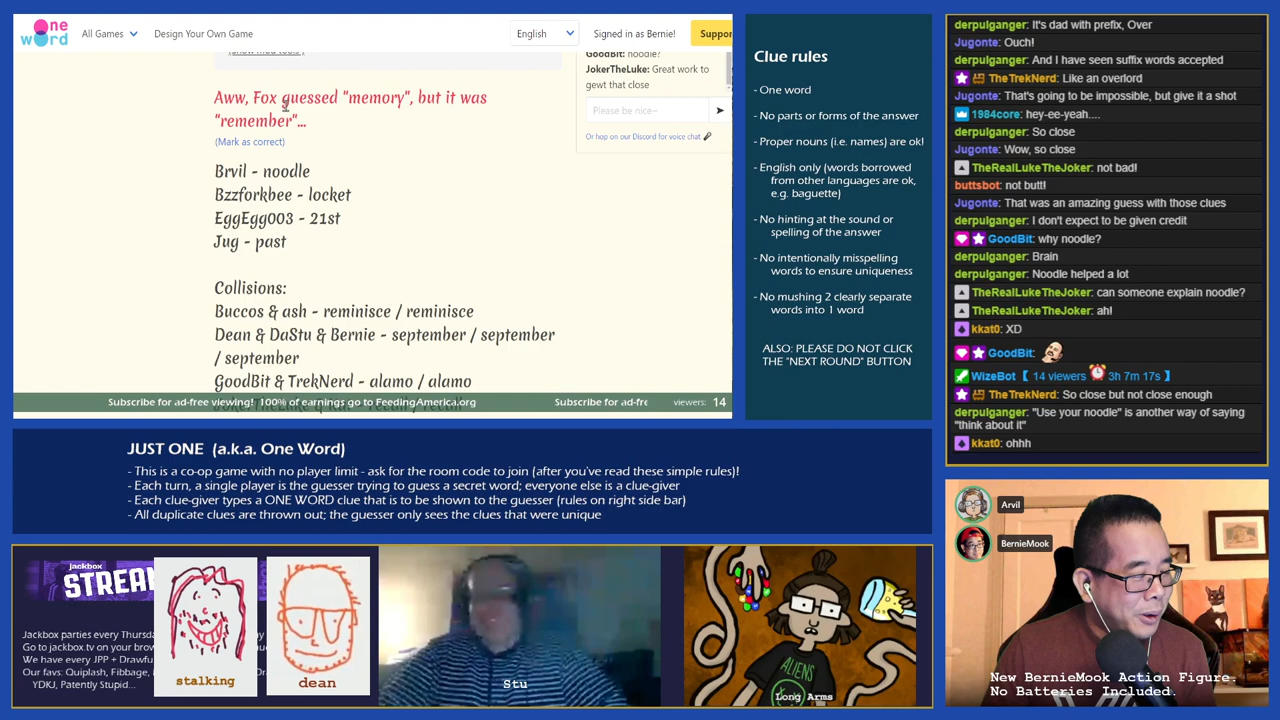 One
word
All Games
Design Your Own Game
English
Signed in as Bernie!
Suppor
(show mod tools )
Aww, Fox guessed "memory", but it was
"remember"...
(Mark as correct)
Brvil - noodle
Bzzforkbee - locket
EggEgg003 - 21st
Jug - past
Collisions:
Buccos & ash - reminisce / reminisce
Dean & DaStu & Bernie - september / september
/ september
GoodBit & TrekNerd - alamo / alamo
GoodBit: noodle?
JokerTheLuke: Great work to
gewt that close
Please be nice~
Or hop on our Discord for voice chat
Subscribe for ad-free viewing! 100% of earnings go to FeedingAmerica.org
Subscribe for ad-fre
viewers: 14
Clue rules
- One word
- No parts or forms of the answer
- Proper nouns (i.e. names) are ok!
- English only (words borrowed
from other languages are ok,
e.g. baguette)
- No hinting at the sound or
spelling of the answer
- No intentionally misspelling
words to ensure uniqueness
- No mushing 2 clearly separate
words into 1 word
ALSO: PLEASE DO NOT CLICK
THE "NEXT ROUND" BUTTON
derpulganger: It's dad with prefix, Over
Jugonte: Ouch!
derpulganger: And I have seen suffix words accepted
TheTrekNerd: Like an overlord
Jugonte: That's going to be impossible, but give it a shot
1984core: hey-ee-yeah....
derpulganger: So close
Jugonte: Wow, so close
TheRealLukeTheJoker: not bad!
buttsbot: not butt!
Jugonte: That was an amazing guess with those clues
derpulganger: I don't expect to be given credit
GoodBit: why noodle?
derpulganger: Brain
derpulganger: Noodle helped a lot
TheRealLukeTheJoker: can someone explain noodle?
TheRealLukeTheJoker: ah!
kkat0: XD
GoodBit:
WizeBot 【 14 viewers 3h 7m 17s 】
TheTrekNerd: So close but not close enough
derpulganger: "Use your noodle" is another way of saying
"think about it"
kkat0: ohhh
JUST ONE (a.k.a. One Word)
- This is a co-op game with no player limit - ask for the room code to join (after you've read these simple rules)!
- Each turn, a single player is the guesser trying to guess a secret word; everyone else is a clue-giver
- Each clue-giver types a ONE WORD clue that is to be shown to the guesser (rules on right side bar)
- All duplicate clues are thrown out; the guesser only sees the clues that were unique
jackbox
STREA
Jackbox parties every Thursda
Go to jackbox.tv on your brow
We have every JPP + Drawfu
Our favs: Quiplash, Fibbage,
YDKJ, Patently Stupid...
stalking
dean
Stu
ALIENS
Long Arms
Arvil
BernieMook
New BernieMook Action Figure.
No Batteries Included.